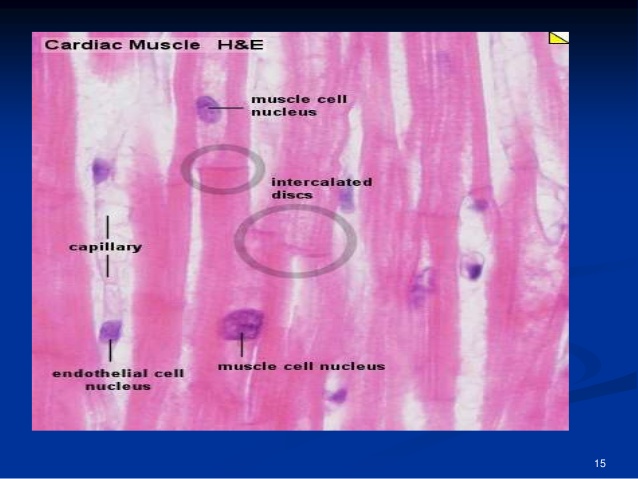 Cardiac Muscle H&E
muscle cell
nucleus
intercalated
discs
capillary
muscle cell nucleus
endothelial cell
nucleus
15